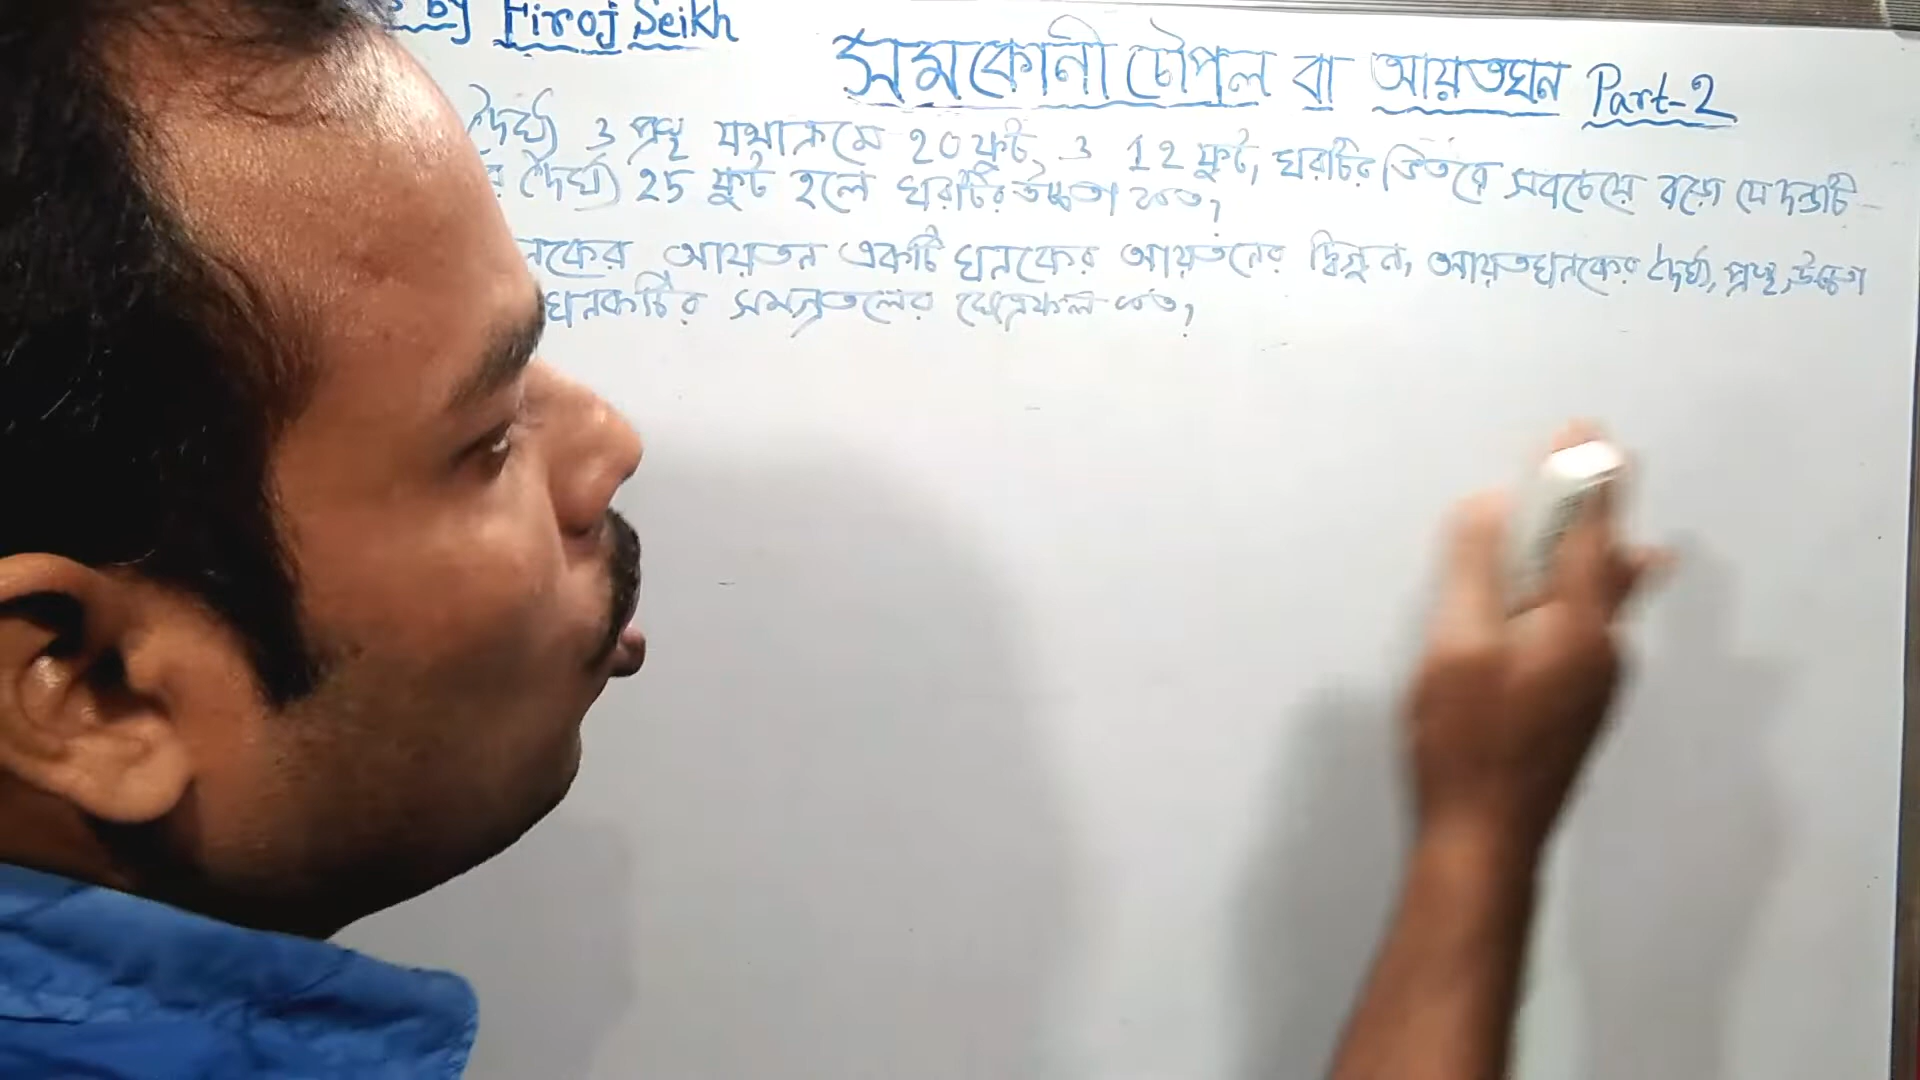 by Firoj Seikh
সমকোনী চৌপল বা আয়তঘন Part-2
দৈর্ঘ্য ও প্রস্থ যথাক্রমে 20 ফুট ও 12 ফুট, ঘরটির ভিতরে সবচেয়ে বড়ো যে দন্ডটি
র দৈর্ঘ্য 25 ফুট হলে ঘরটির উচ্চতা কত,
নকের আয়তন একটি ঘনকের আয়তনের দ্বিগুন, আয়তঘনকের দৈর্ঘ্য, প্রস্থ, উচ্চতা
ঘনকটির সমগ্রতলের ক্ষেত্রফল কত,